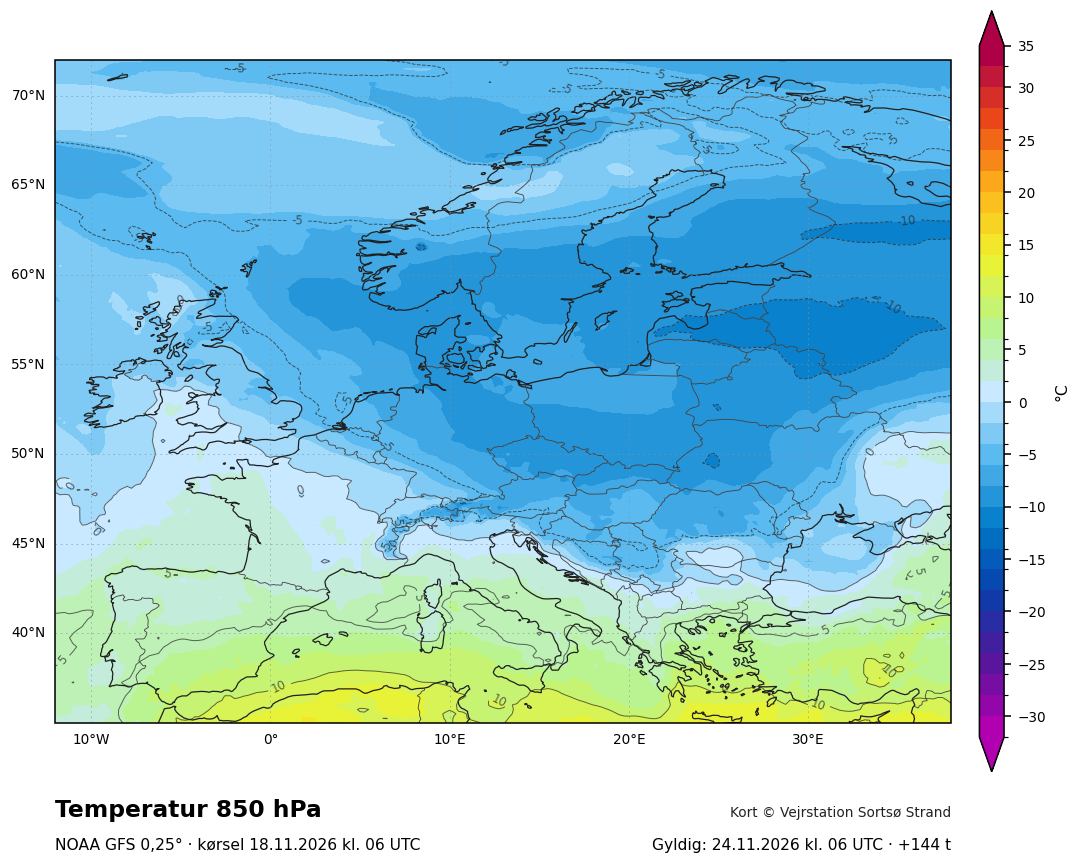 70°N
65°N
60°N
55°N
50°N
45°N
40°N
10°W
0°
10°E
20°E
30°E
35
30
25
20
15
10
5
0
−5
−10
−15
−20
−25
−30
°C
Temperatur 850 hPa
Kort © Vejrstation Sortsø Strand
NOAA GFS 0,25° · kørsel 18.11.2026 kl. 06 UTC
Gyldig: 24.11.2026 kl. 06 UTC · +144 t